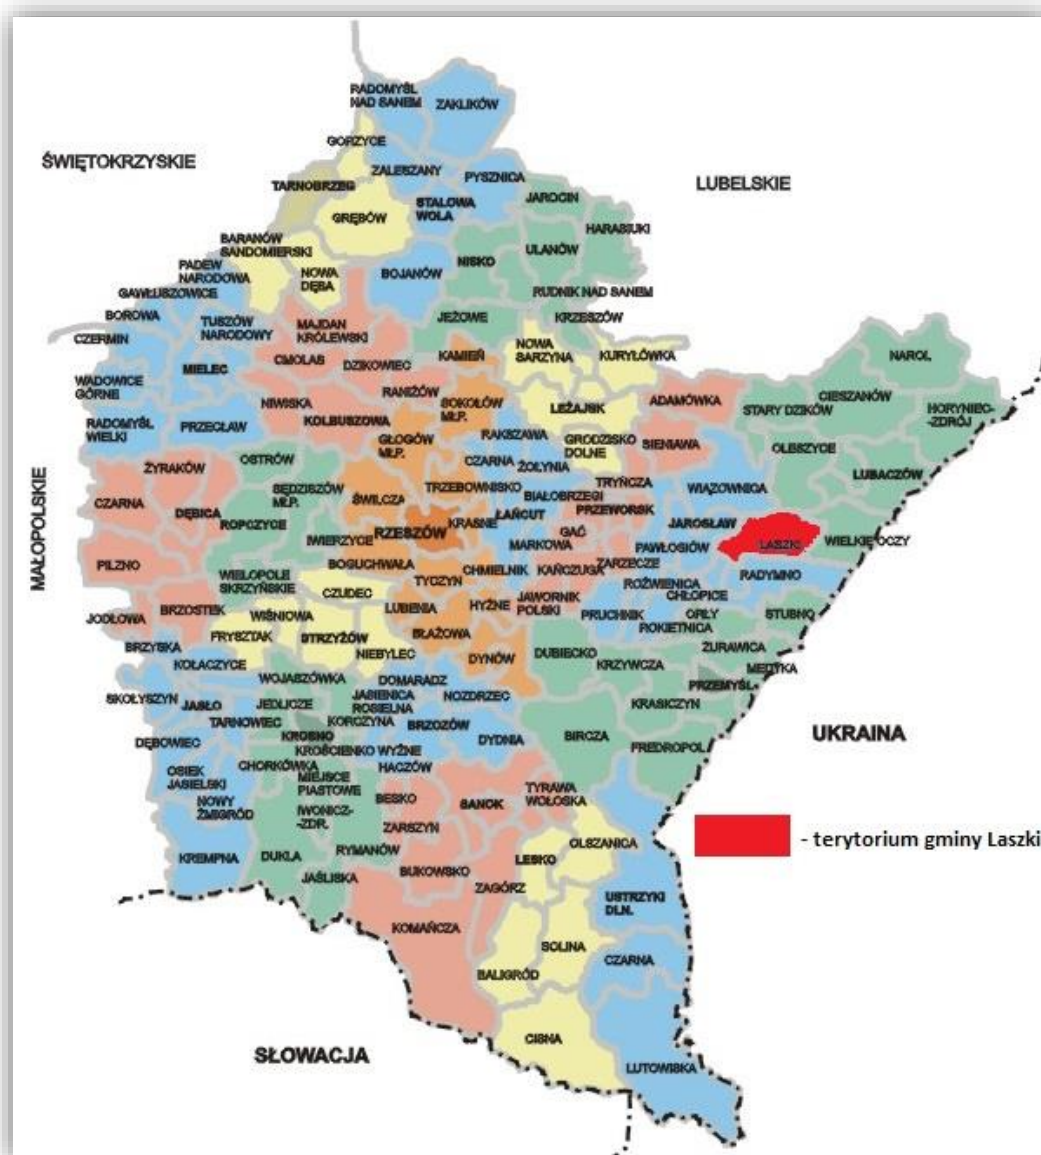 RADOMYŚL
NAD SANEM
ZAKLIKÓW
GORZYCE
ŚWIĘTOKRZYSKIE
ZALESZANY
PYSZNICA
LUBELSKIE
TARNOBRZEG
STALOWA
WOLA
JAROCIN
GRĘBÓW
HARASIUKI
BARANÓW
SANDOMIERSKI
ULANÓW
PADEW
NARODOWA
NOWA
DĘBA
BOJANÓW
NISKO
GAWŁUSZOWICE
RUDNIK NAD SANEM
BOROWA
TUSZÓW
NARODOWY
MAJDAN
KRÓLEWSKI
JEŻOWE
KRZESZÓW
CZERMIN
CMOLAS
DZIKOWIEC
KAMIEŃ
NOWA
SARZYNA
KURYŁÓWKA
NAROL
MIELEC
WADOWICE
GÓRNE
NIWISKA
RANIŻÓW
SOKOŁÓW
MŁP.
LEŻAJSK
ADAMÓWKA
STARY DZIKÓW
CIESZANÓW
HORYNIEC-
-ZDRÓJ
RADOMYŚL
WIELKI
PRZECŁAW
KOLBUSZOWA
GŁOGÓW
MŁP.
RAKSZAWA
GRODZISKO
DOLNE
SIENIAWA
OLESZYCE
OSTRÓW
CZARNA
ŻOŁYNIA
ŻYRAKÓW
SĘDZISZÓW
MŁP.
TRZEBOWNISKO
TRYŃCZA
WIĄZOWNICA
LUBACZÓW
CZARNA
DĘBICA
ROPCZYCE
ŚWILCZA
BIAŁOBRZEGI
PRZEWORSK
MAŁOPOLSKIE
RZESZÓW
KRASNE
ŁAŃCUT
JAROSŁAW
IWIERZYCE
GAĆ
MARKOWA
PAWŁOSIÓW
LASZKI
WIELKIE OCZY
PILZNO
BOGUCHWAŁA
CHMIELNIK
KAŃCZUGA
ZARZECZE
WIELOPOLE
SKRZYŃSKIE
TYCZYN
ROŹWIENICA
RADYMNO
CZUDEC
HYŻNE
JAWORNIK
POLSKI
CHŁOPICE
JODŁOWA
BRZOSTEK
WIŚNIOWA
LUBENIA
PRUCHNIK
ORŁY
STUBNO
FRYSZTAK
STRZYŻÓW
BŁAŻOWA
ROKIETNICA
BRZYSKA
NIEBYLEC
DYNÓW
DUBIECKO
KRZYWCZA
ŻURAWICA
MEDYKA
KOŁACZYCE
WOJASZÓWKA
DOMARADZ
PRZEMYŚL
SKOŁYSZYN
JASŁO
JEDLICZE
JASIENICA
ROSIELNA
NOZDRZEC
KRASICZYN
TARNOWIEC
KORCZYNA
BRZOZÓW
DĘBOWIEC
KROSNO
DYDNIA
BIRCZA
UKRAINA
KROŚCIENKO WYŻNE
FREDROPOL
OSIEK
JASIELSKI
CHORKÓWKA
MIEJSCE
PIASTOWE
HACZÓW
NOWY
ŻMIGRÓD
IWONICZ-
-ZDR.
BESKO
SANOK
TYRAWA
WOŁOSKA
ZARSZYN
- terytorium gminy Laszki
KREMPNA
DUKLA
RYMANÓW
LESKO
OLSZANICA
JAŚLISKA
BUKOWSKO
ZAGÓRZ
USTRZYKI
DLN.
KOMAŃCZA
SOLINA
CZARNA
BALIGRÓD
CISNA
SŁOWACJA
LUTOWISKA